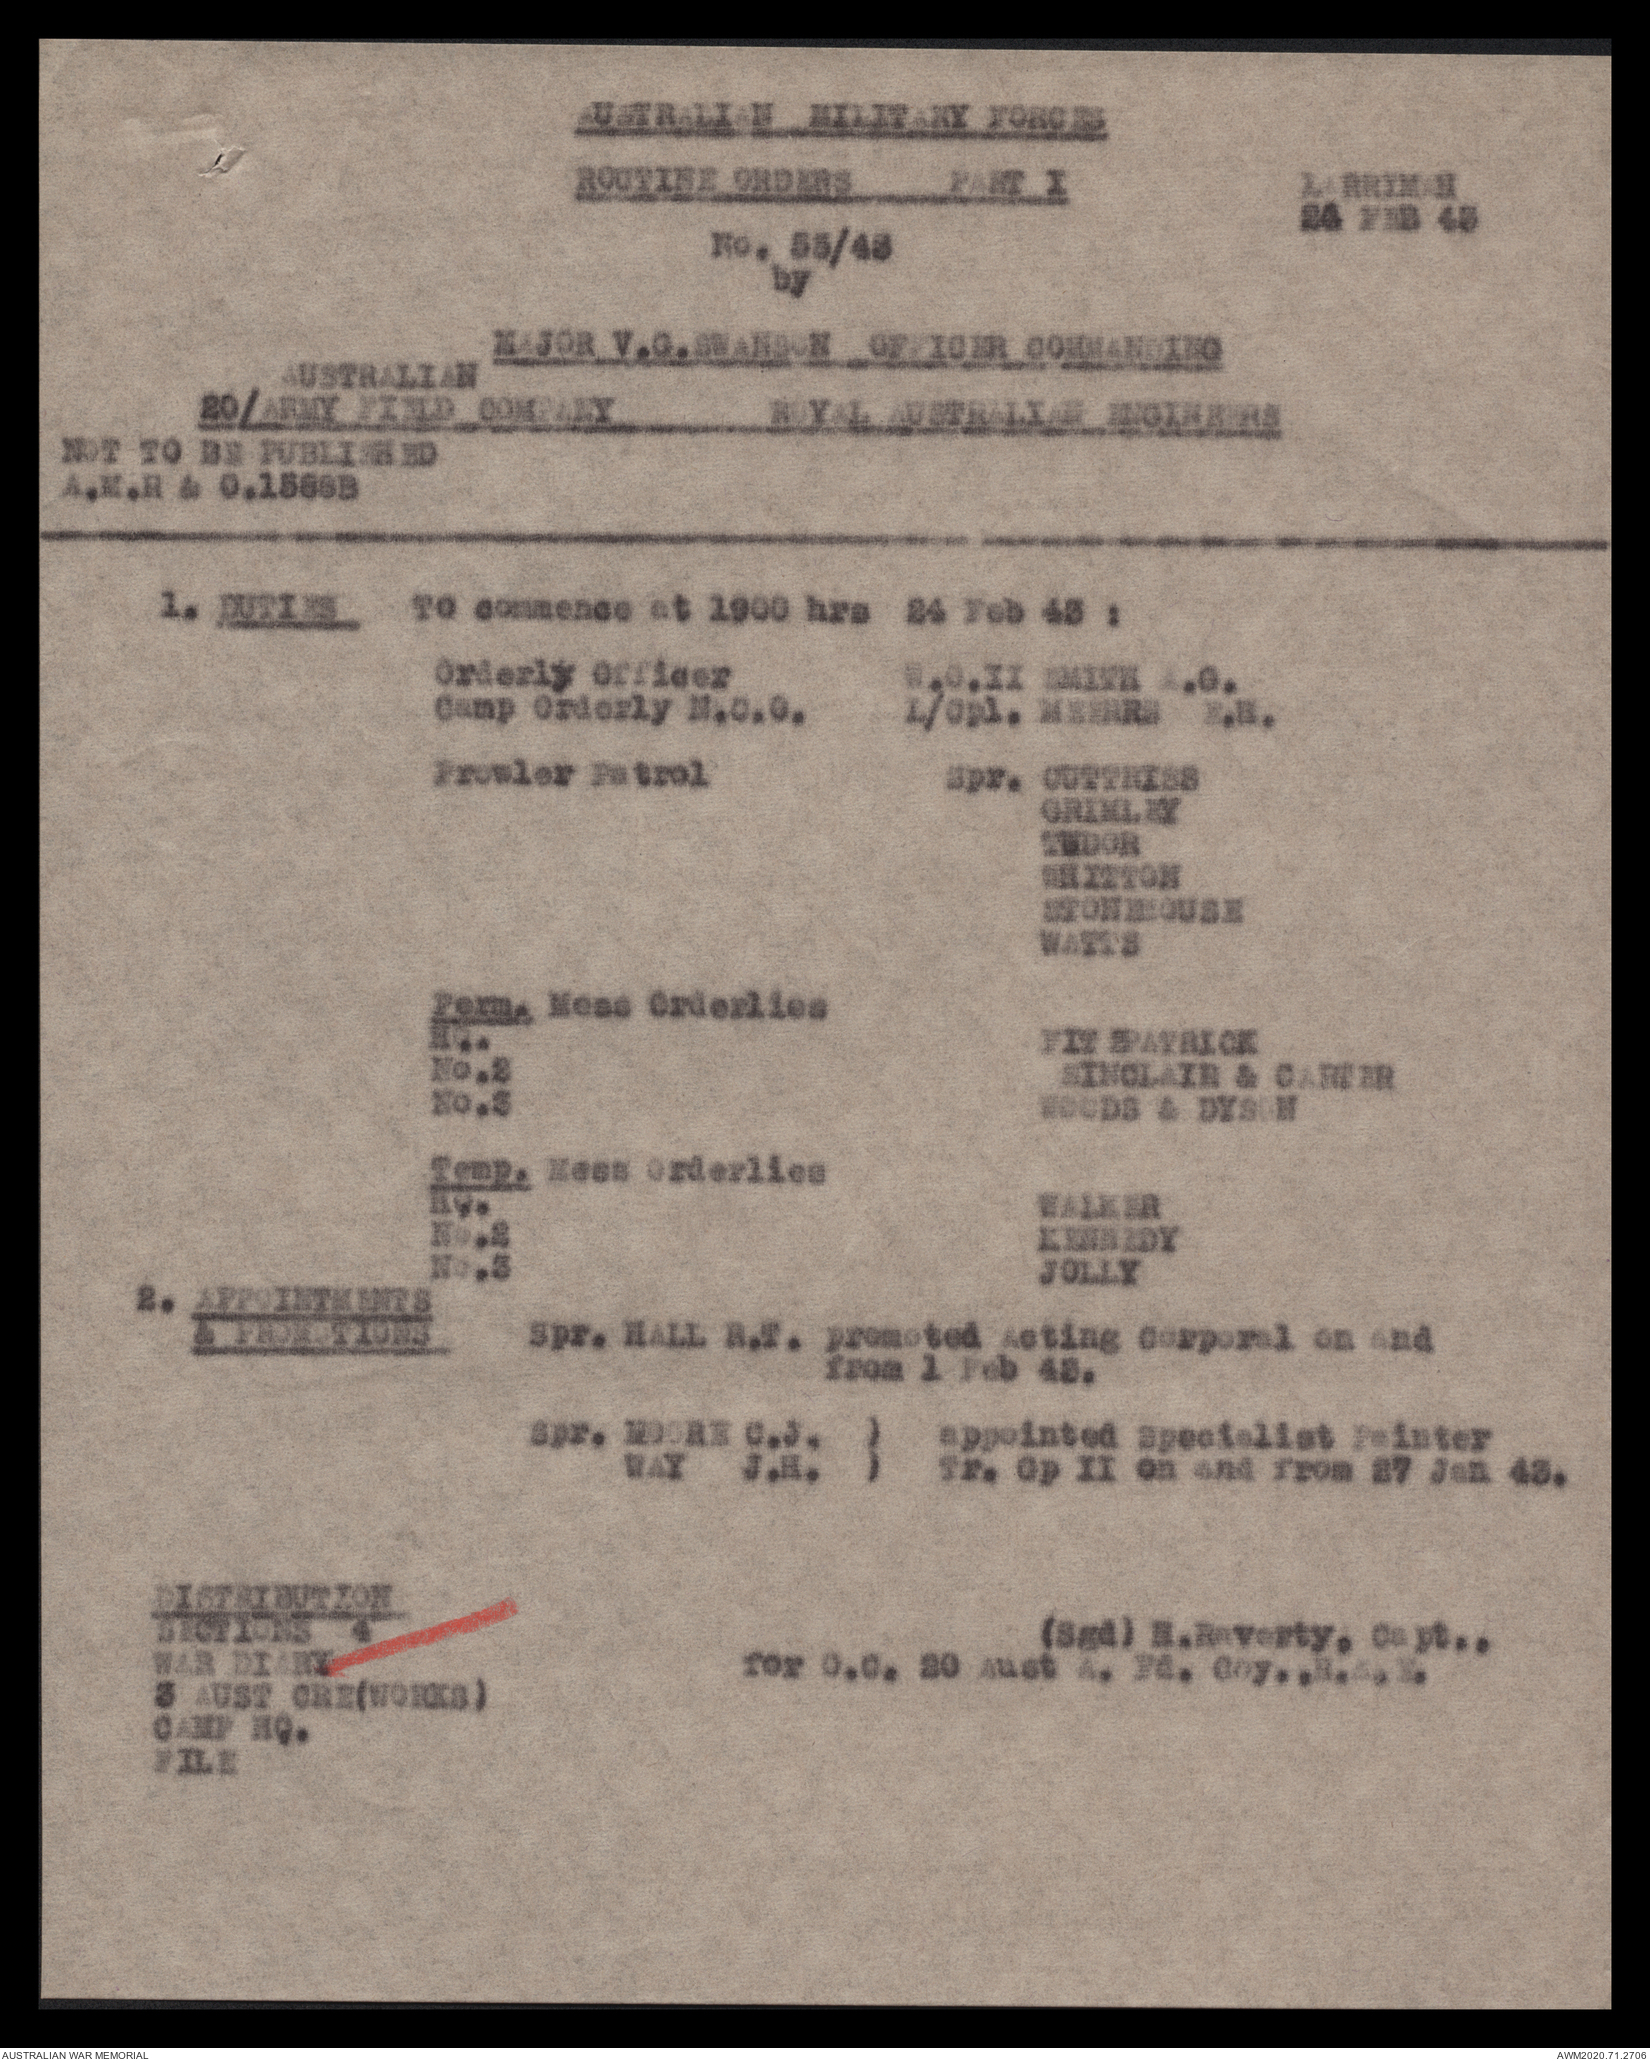 AUSTRALIAN MILITARY FORCES
ROUTINE ORDERS PART I
LARRIMAH
24 FEB 43
No. 55/43
by
MAJOR V.G.SWANSON OFFICER COMMANDING
AUSTRALIAN
20/ARMY FIELD COMPANY ROYAL AUSTRALIAN ENGINEERS
NOT TO BE PUBLISHED
A.M.R & O.1568B
1. DUTIES TO commence at 1900 hrs 24 Feb 43 :
Orderly Officer W.O.II SMITH A.G.
Camp Orderly N.C.O. L/Cpl. MEERRS E.H.
Prowler Patrol Spr. CUTTRISS
GRIMLEY
TUDOR
WHITTON
STONEHOUSE
WATTS
Perm. Mess Orderlies
HQ. FITZPATRICK
No.2 SINCLAIR & CARTER
No.3 WOODS & DYSON
Temp. Mess Orderlies
HQ. WALKER
No.2 KENNEDY
No.3 JOLLY
2. APPOINTMENTS
& PROMOTIONS Spr. HALL R.T. promoted Acting Corporal on and
from 1 Feb 43.
Spr. MOORE C.J. ) appointed Specialist Painter
WAY J.H. ) Tr. Gp II on and from 27 Jan 43.
DISTRIBUTION
SECTIONS 4
WAR DIARY
3 AUST CRE(WORKS)
CAMP HQ.
FILE
(Sgd) H.Raverty, Capt.,
for O.C. 20 Aust A. Fd. Coy.,R.A.E.
AUSTRALIAN WAR MEMORIAL
AWM2020.71.2706